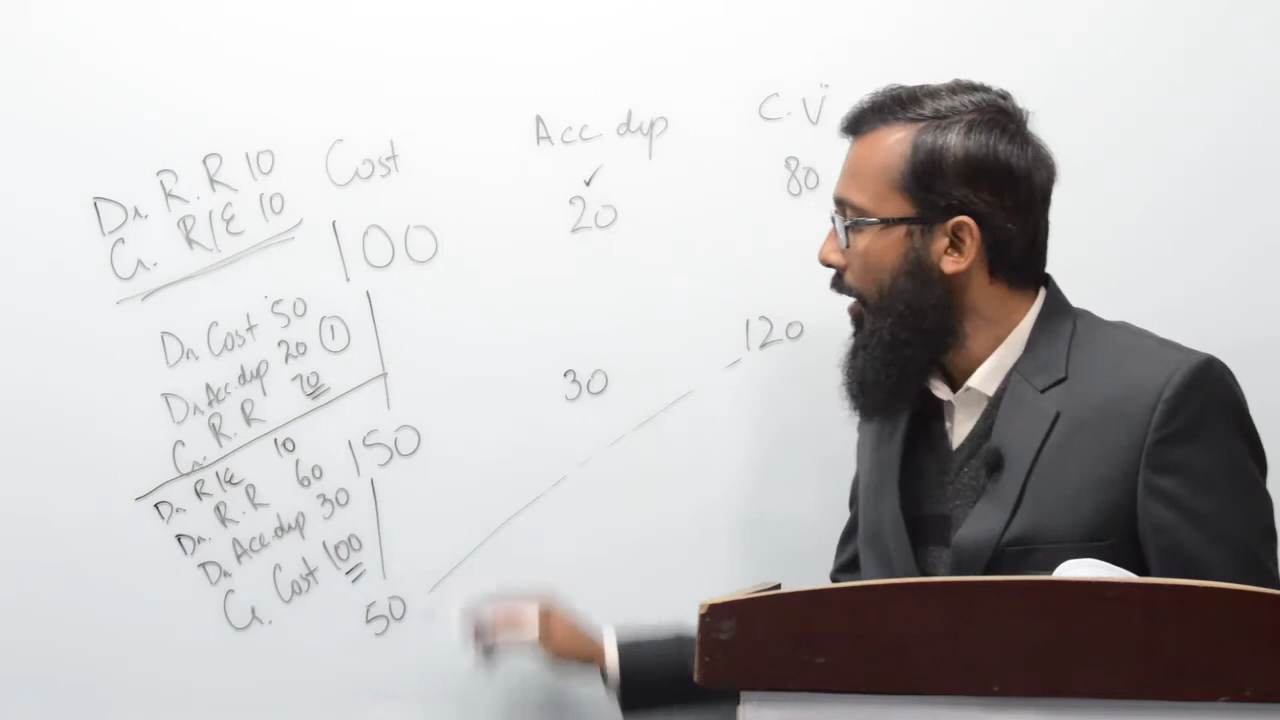 Dr. R. R 10
Cr. R/E 10
Cost
Acc dep
C.V
100
20
80
Dr. Cost 50
Dr. Acc. dep 20 ①
Cr. R. R 70
150
30
120
Dr. R/E 10
Dr. R. R 60
Dr. Acc. dep 30
Cr. Cost 100
50